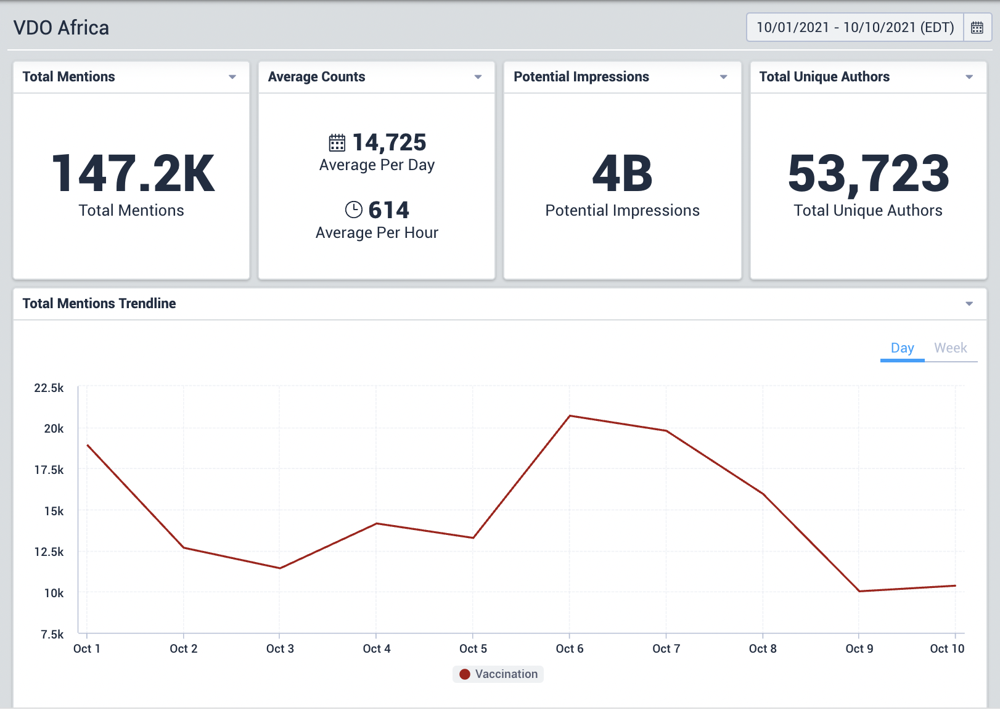 VDO Africa
10/01/2021 - 10/10/2021 (EDT)
Total Mentions
Average Counts
Potential Impressions
Total Unique Authors
147.2K
Total Mentions
14,725
Average Per Day
614
Average Per Hour
4B
Potential Impressions
53,723
Total Unique Authors
Total Mentions Trendline
Day Week
22.5k
20k
17.5k
15k
12.5k
10k
7.5k
Oct 1 Oct 2 Oct 3 Oct 4 Oct 5 Oct 6 Oct 7 Oct 8 Oct 9 Oct 10
Vaccination